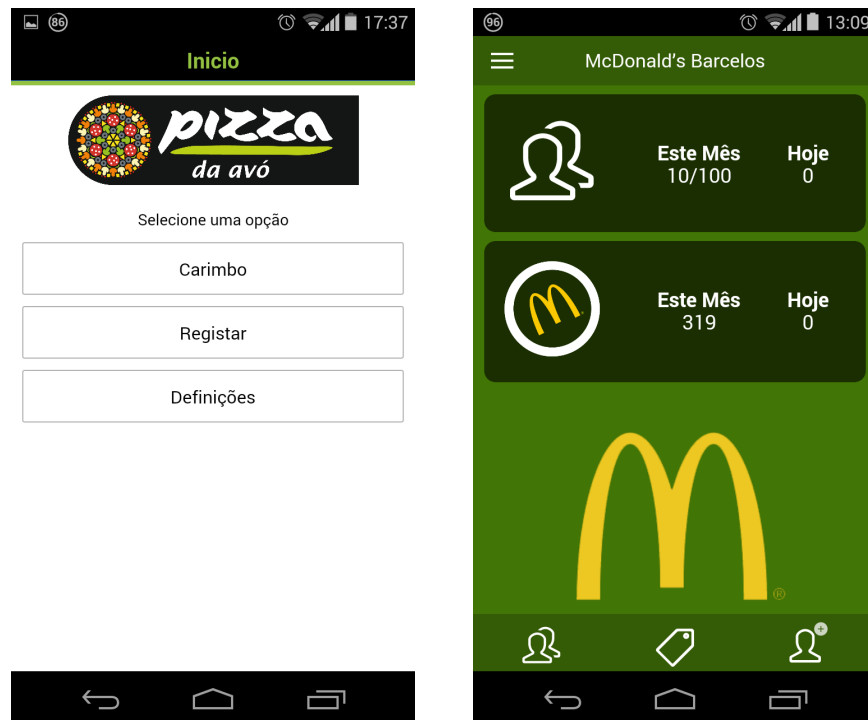 86
17:37
Inicio
pizza
da avó
Selecione uma opção
Carimbo
Registar
Definições
96
13:09
McDonald's Barcelos
Este Mês Hoje
10/100 0
Este Mês Hoje
319 0
®